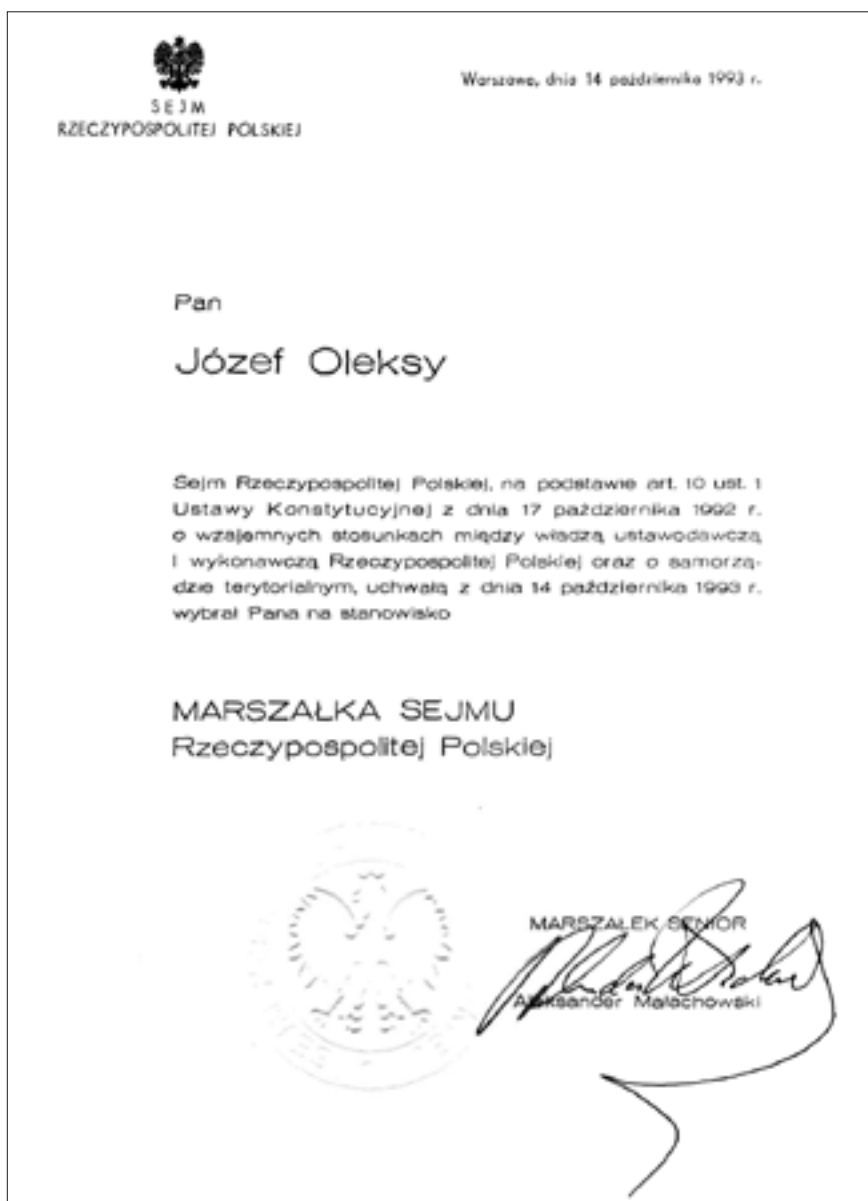 SEJM
RZECZYPOSPOLITEJ POLSKIEJ
Warszawa, dnia 14 października 1993 r.
Pan
Józef Oleksy
Sejm Rzeczypospolitej Polskiej, na podstawie art. 10 ust. 1
Ustawy Konstytucyjnej z dnia 17 października 1992 r.
o wzajemnych stosunkach między władzą ustawodawczą
i wykonawczą Rzeczypospolitej Polskiej oraz o samorzą-
dzie terytorialnym, uchwałą z dnia 14 października 1993 r.
wybrał Pana na stanowisko
MARSZAŁKA SEJMU
Rzeczypospolitej Polskiej
MARSZAŁEK SENIOR
Aleksander Małachowski